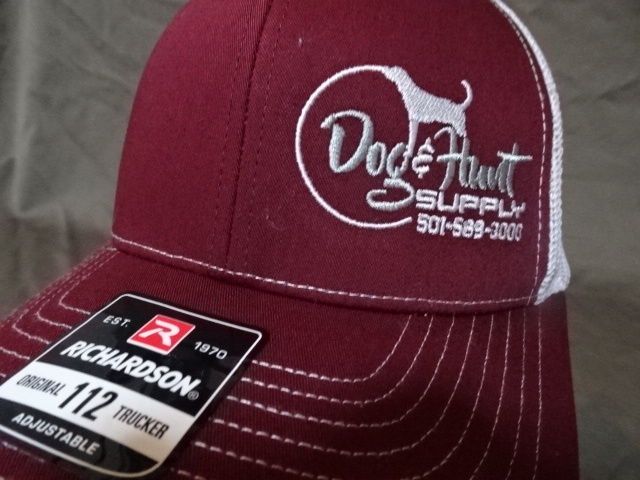 Dog & Hunt
SUPPLY
501-589-3000
EST. R 1970
RICHARDSON®
ORIGINAL 112 TRUCKER
ADJUSTABLE